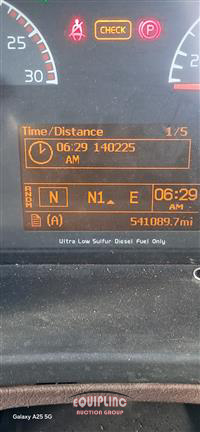 CHECK
P
25
30
2
Time/Distance 1/5
06:29 140225
AM
N N1 E 06:29
AM
(A) 541089.7mi
Ultra Low Sulfur Diesel Fuel Only
EQUIPLINC
AUCTION GROUP
Galaxy A25 5G